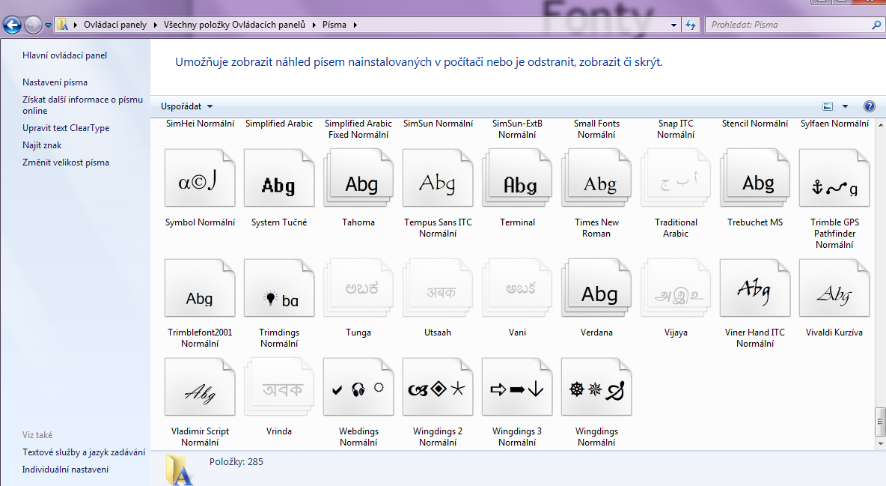 Fonty
Ovládací panely
Všechny položky Ovládacích panelů
Písma
Prohledat: Písma
Hlavní ovládací panel
Nastavení písma
Získat další informace o písmu
online
Upravit text ClearType
Najít znak
Změnit velikost písma
Umožňuje zobrazit náhled písem nainstalovaných v počítači nebo je odstranit, zobrazit či skrýt.
Uspořádat
SimHei Normální
Simplified Arabic
Simplified Arabic
Fixed Normální
SimSun Normální
SimSun-ExtB
Normální
Small Fonts
Normální
Snap ITC
Normální
Stencil Normální
Sylfaen Normální
α©ل
Abg
Abg
Abg
Abg
Abg
أ ب ج
Abg
g
Symbol Normální
System Tučné
Tahoma
Tempus Sans ITC
Normální
Terminal
Times New
Roman
Traditional
Arabic
Trebuchet MS
Trimble GPS
Pathfinder
Normální
Abg
ba
ಅಬಕ
अबक
అబక
Abg
அஇஉ
Abg
Abg
Trimblefont2001
Normální
Trimdings
Normální
Tunga
Utsaah
Vani
Verdana
Vijaya
Viner Hand ITC
Normální
Vivaldi Kurzíva
Abg
অবক
Vladimir Script
Normální
Vrinda
Webdings
Normální
Wingdings 2
Normální
Wingdings 3
Normální
Wingdings
Normální
Viz také
Textové služby a jazyk zadávání
Individuální nastavení
Položky: 285